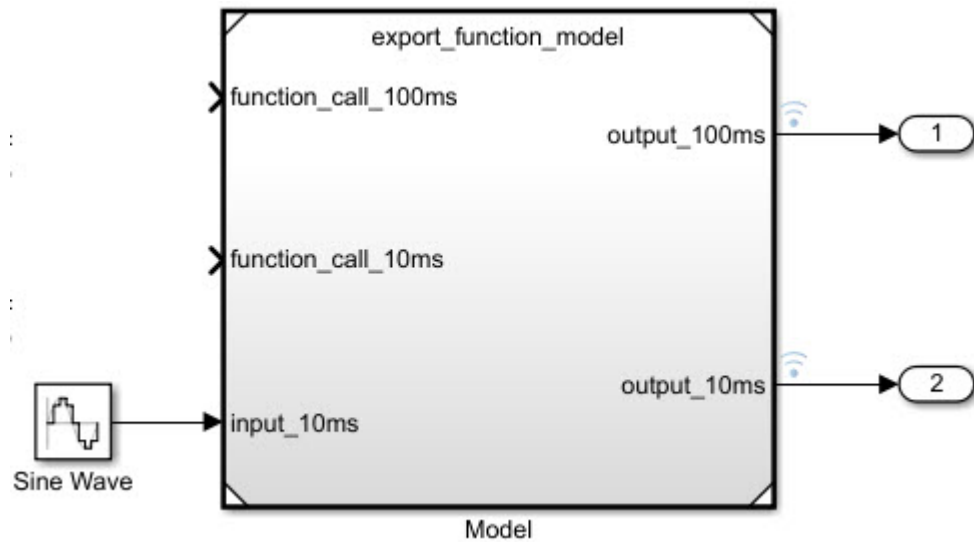 export_function_model
function_call_100ms
output_100ms
1
function_call_10ms
output_10ms
2
input_10ms
Sine Wave
Model